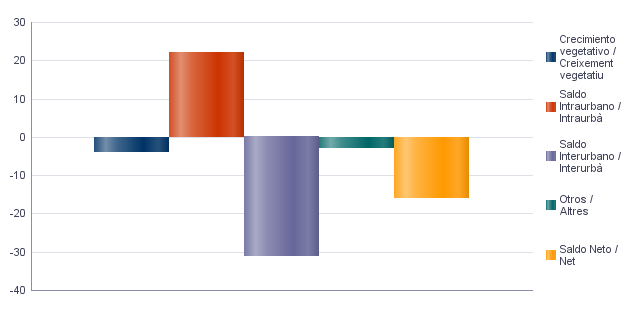 30
20
10
0
-10
-20
-30
-40
Crecimiento
vegetativo /
Creixement
vegetatiu
Saldo
Intraurbano /
Intraurbà
Saldo
Interurbano /
Interurbà
Otros /
Altres
Saldo Neto /
Net